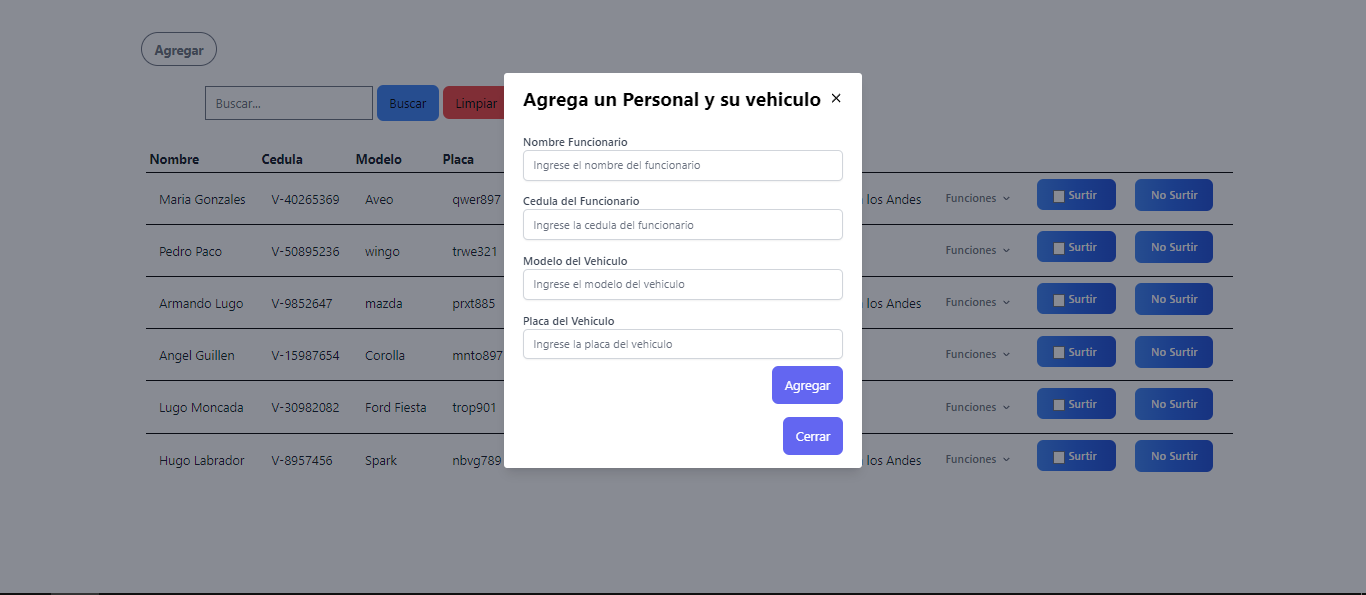 Agregar
Buscar...
Buscar
Limpiar
Nombre Cedula Modelo Placa
Maria Gonzales V-40265369 Aveo qwer897 los Andes Funciones Surtir No Surtir
Pedro Paco V-50895236 wingo trwe321 Funciones Surtir No Surtir
Armando Lugo V-9852647 mazda prxt885 los Andes Funciones Surtir No Surtir
Angel Guillen V-15987654 Corolla mnto897 Funciones Surtir No Surtir
Lugo Moncada V-30982082 Ford Fiesta trop901 Funciones Surtir No Surtir
Hugo Labrador V-8957456 Spark nbvg789 los Andes Funciones Surtir No Surtir
Agrega un Personal y su vehiculo ×
Nombre Funcionario
Ingrese el nombre del funcionario
Cedula del Funcionario
Ingrese la cedula del funcionario
Modelo del Vehículo
Ingrese el modelo del vehículo
Placa del Vehículo
Ingrese la placa del vehículo
Agregar
Cerrar